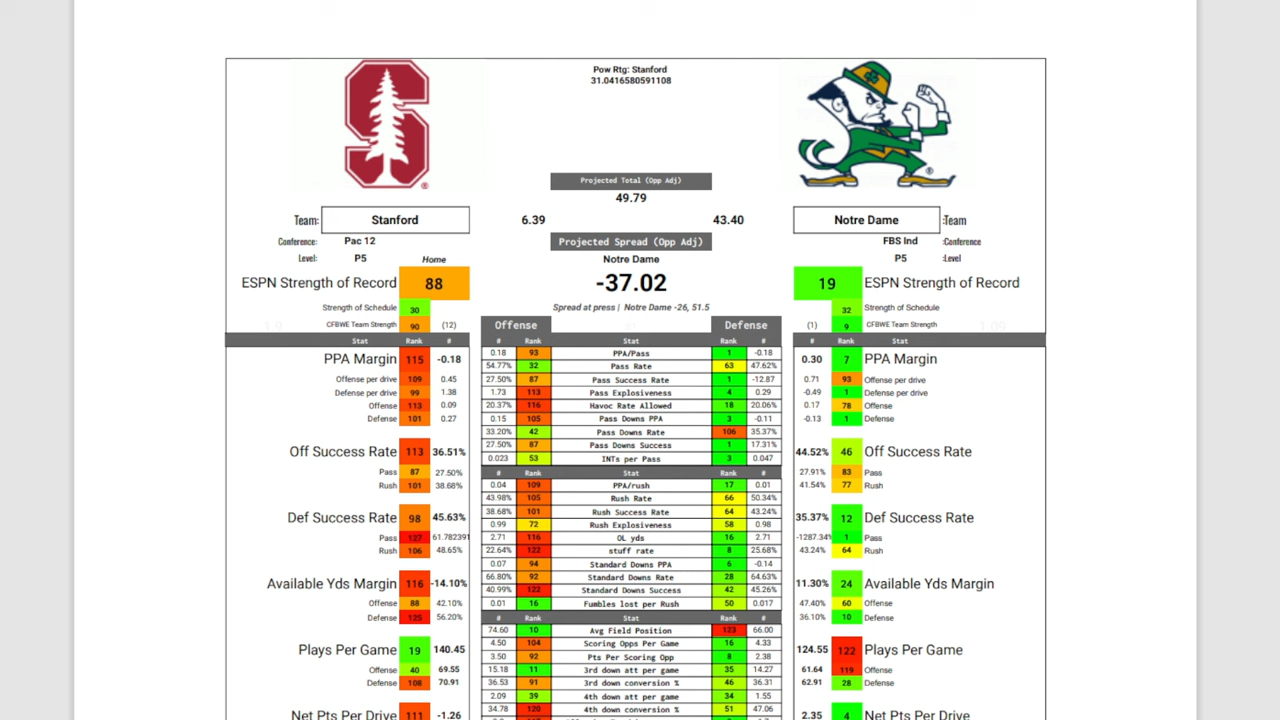 Pow Rtg: Stanford
31.0416580591108
Projected Total (Opp Adj)
49.79
Team: Stanford 6.39 43.40 Notre Dame :Team
Conference: Pac 12 Projected Spread (Opp Adj) FBS Ind :Conference
Level: P5 Home Notre Dame P5 :Level
ESPN Strength of Record 88 -37.02 19 ESPN Strength of Record
Strength of Schedule 30 Spread at press | Notre Dame -26, 51.5 32 Strength of Schedule
CFBWE Team Strength 90 (12) Offense Defense (1) 9 CFBWE Team Strength
Stat Rank # # Rank Stat Rank # # Rank Stat
PPA Margin 115 -0.18 0.18 93 PPA/Pass 1 -0.18 0.30 7 PPA Margin
54.77% 32 Pass Rate 63 47.62%
Offense per drive 109 0.45 27.50% 87 Pass Success Rate 1 -12.87 0.71 93 Offense per drive
Defense per drive 99 1.38 1.73 113 Pass Explosiveness 4 0.29 -0.49 1 Defense per drive
Offense 113 0.09 20.37% 116 Havoc Rate Allowed 18 20.06% 0.17 78 Offense
Defense 101 0.27 0.15 105 Pass Downs PPA 3 -0.11 -0.13 1 Defense
33.20% 42 Pass Downs Rate 106 35.37%
Off Success Rate 113 36.51% 27.50% 87 Pass Downs Success 1 17.31% 44.52% 46 Off Success Rate
0.023 53 INTs per Pass 3 0.047
Pass 87 27.50% # Rank Stat Rank # 27.91% 83 Pass
Rush 101 38.68% 0.04 109 PPA/rush 17 0.01 41.54% 77 Rush
43.98% 105 Rush Rate 66 50.34%
Def Success Rate 98 45.63% 38.68% 101 Rush Success Rate 64 43.24% 35.37% 12 Def Success Rate
0.99 72 Rush Explosiveness 58 0.98
Pass 127 61.782391 2.71 116 OL yds 16 2.71 -1287.34% 1 Pass
Rush 106 48.65% 22.64% 122 stuff rate 8 25.68% 43.24% 64 Rush
0.07 94 Standard Downs PPA 6 -0.14
Available Yds Margin 116 -14.10% 66.80% 92 Standard Downs Rate 28 64.63% 11.30% 24 Available Yds Margin
40.99% 122 Standard Downs Success 42 45.26%
Offense 88 42.10% 0.01 16 Fumbles lost per Rush 50 0.017 47.40% 60 Offense
Defense 125 56.20% # Rank Stat Rank # 36.10% 10 Defense
74.60 10 Avg Field Position 123 66.00
Plays Per Game 19 140.45 4.50 104 Scoring Opps Per Game 16 4.33 124.55 122 Plays Per Game
3.50 92 Pts Per Scoring Opp 8 2.38
Offense 40 69.55 15.18 11 3rd down att per game 35 14.27 61.64 119 Offense
Defense 108 70.91 36.53 91 3rd down conversion % 46 36.31 62.91 28 Defense
2.09 39 4th down att per game 34 1.55
Net Pts Per Drive 111 -1.26 34.78 120 4th down conversion % 51 47.06 2.35 4 Net Pts Per Drive